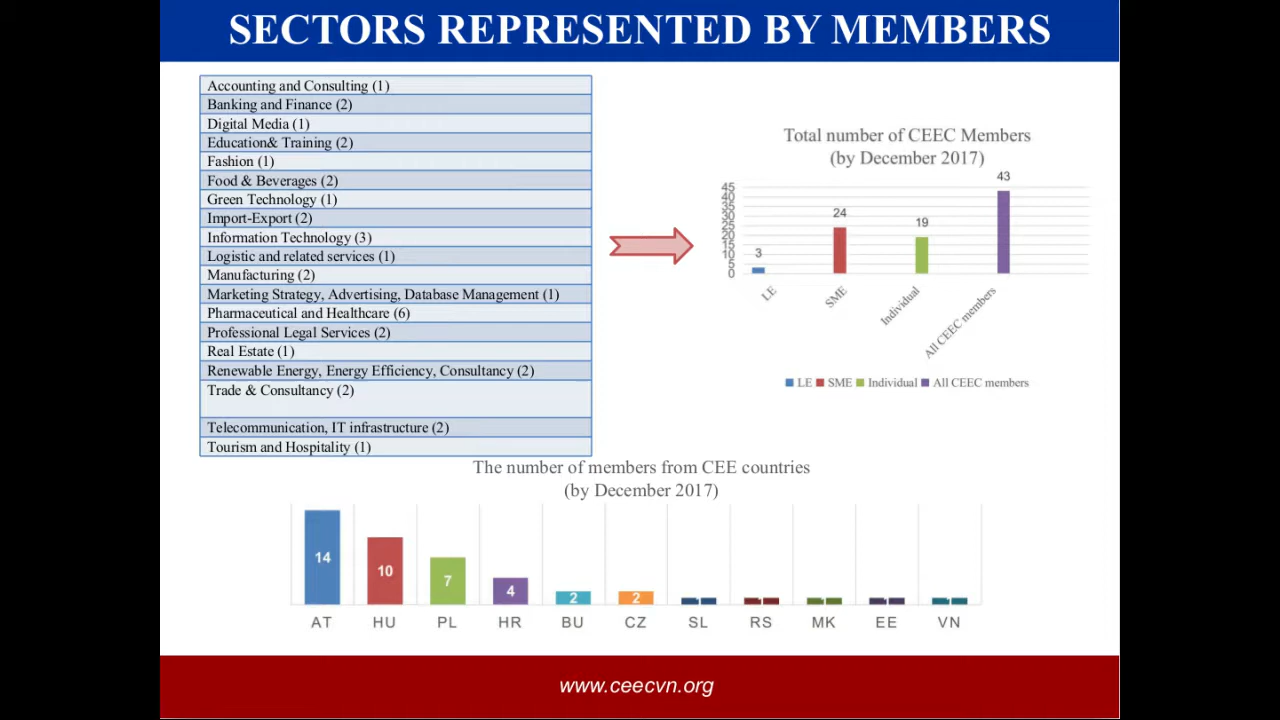 SECTORS REPRESENTED BY MEMBERS
Accounting and Consulting (1)
Banking and Finance (2)
Digital Media (1)
Education& Training (2)
Fashion (1)
Food & Beverages (2)
Green Technology (1)
Import-Export (2)
Information Technology (3)
Logistic and related services (1)
Manufacturing (2)
Marketing Strategy, Advertising, Database Management (1)
Pharmaceutical and Healthcare (6)
Professional Legal Services (2)
Real Estate (1)
Renewable Energy, Energy Efficiency, Consultancy (2)
Trade & Consultancy (2)
Telecommunication, IT infrastructure (2)
Tourism and Hospitality (1)
Total number of CEEC Members
(by December 2017)
45
40
35
30
25
20
15
10
5
0
3
24
19
43
LE
SME
Individual
All CEEC members
LE SME Individual All CEEC members
The number of members from CEE countries
(by December 2017)
14 10 7 4 2 2
AT HU PL HR BU CZ SL RS MK EE VN
www.ceecvn.org